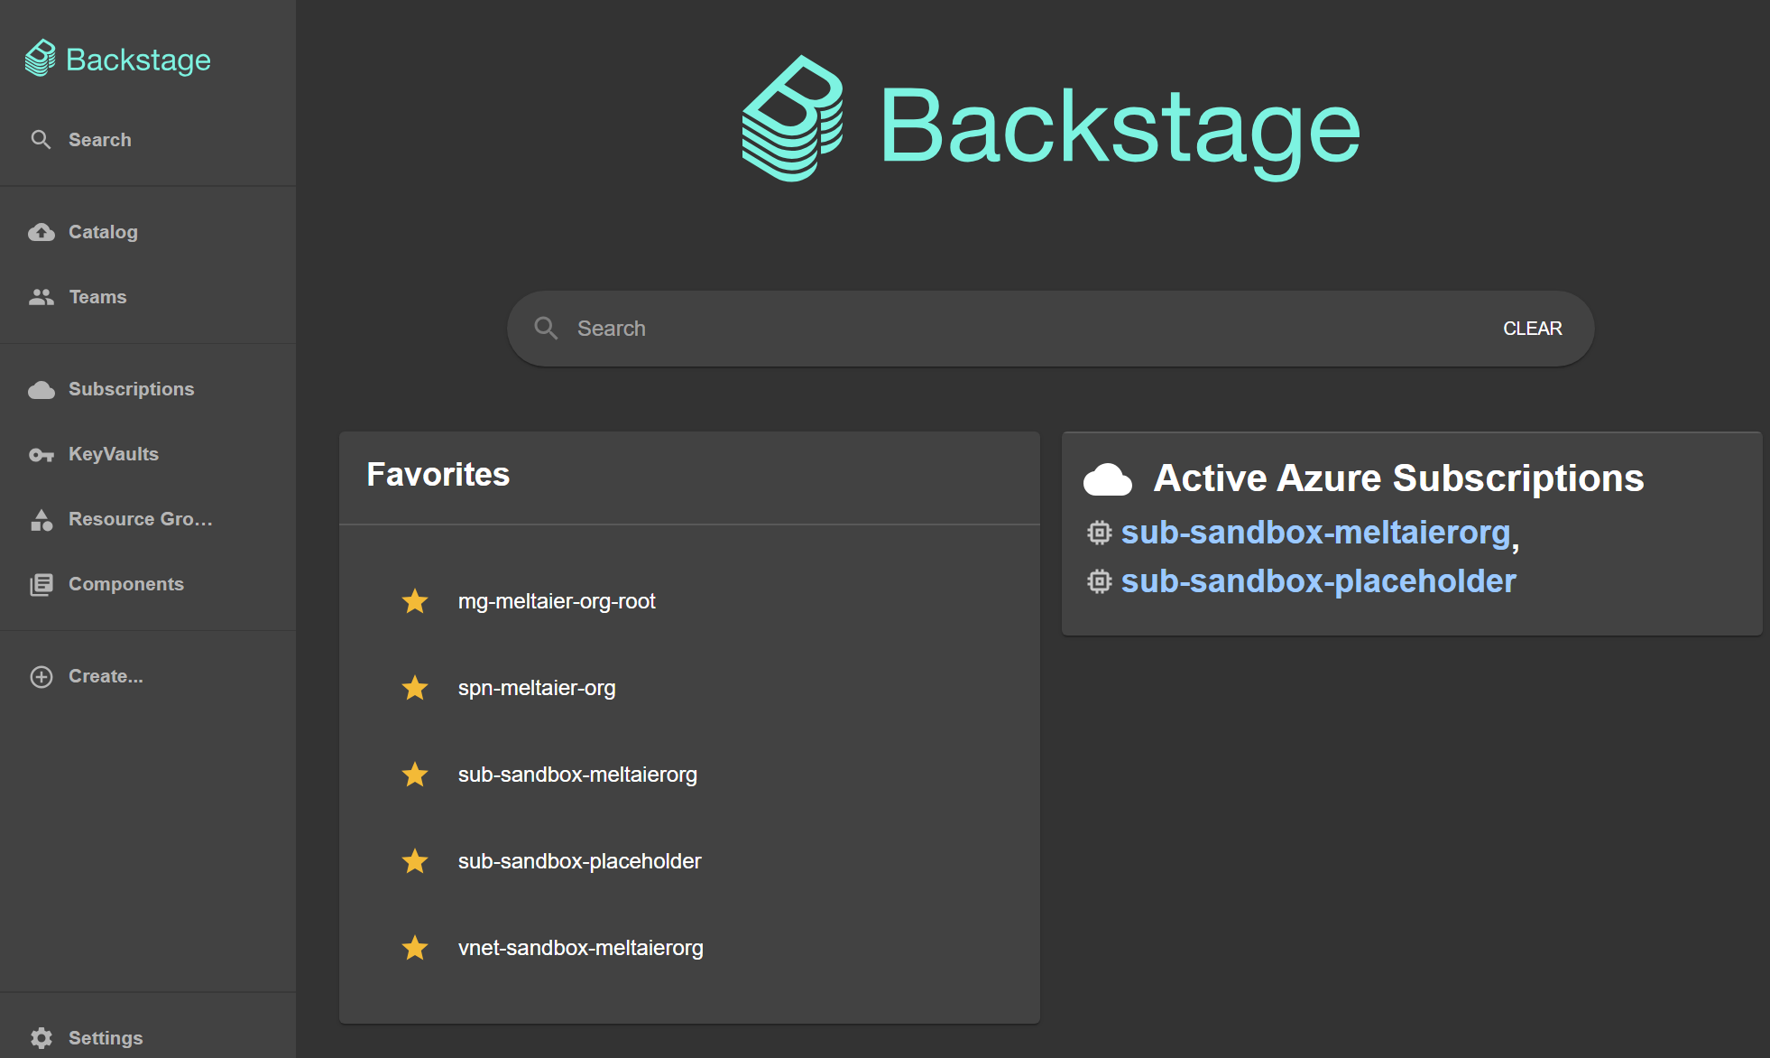 Backstage
Search
Catalog
Teams
Subscriptions
KeyVaults
Resource Gro...
Components
Create...
Settings
Backstage
Search
CLEAR
Favorites
mg-meltaier-org-root
spn-meltaier-org
sub-sandbox-meltaierorg
sub-sandbox-placeholder
vnet-sandbox-meltaierorg
Active Azure Subscriptions
sub-sandbox-meltaierorg,
sub-sandbox-placeholder